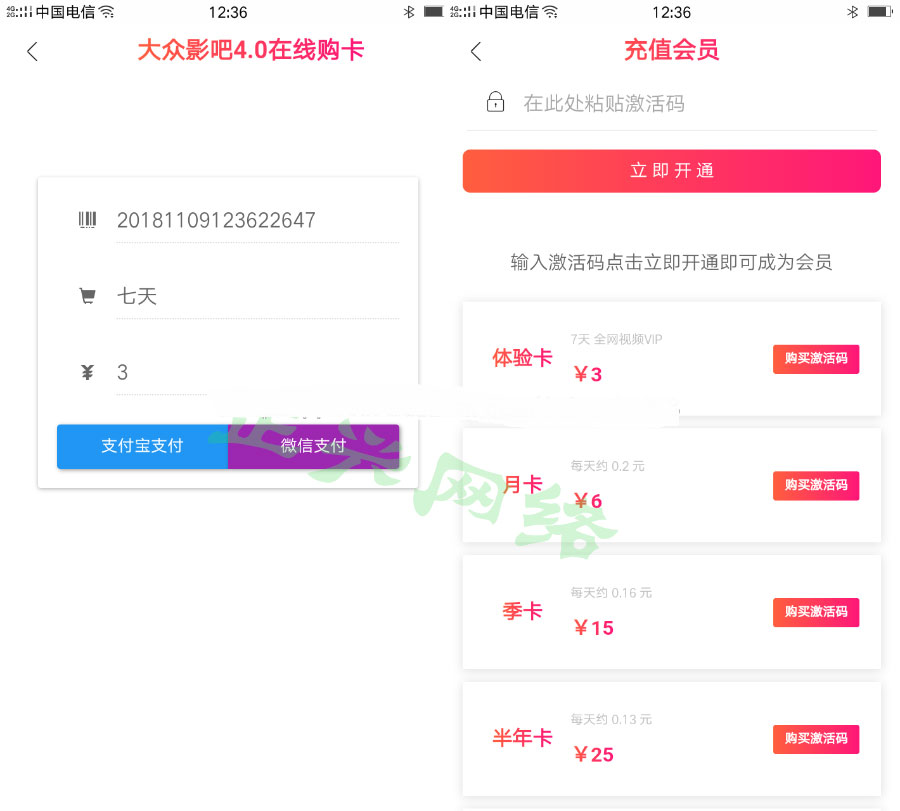 中国电信
12:36
大众影吧4.0在线购卡
20181109123622647
七天
3
支付宝支付
微信支付
中国电信
12:36
充值会员
在此处粘贴激活码
立即开通
输入激活码点击立即开通即可成为会员
体验卡
7天 全网视频VIP
￥3
购买激活码
月卡
每天约 0.2 元
￥6
购买激活码
季卡
每天约 0.16 元
￥15
购买激活码
半年卡
每天约 0.13 元
￥25
购买激活码
兴网络